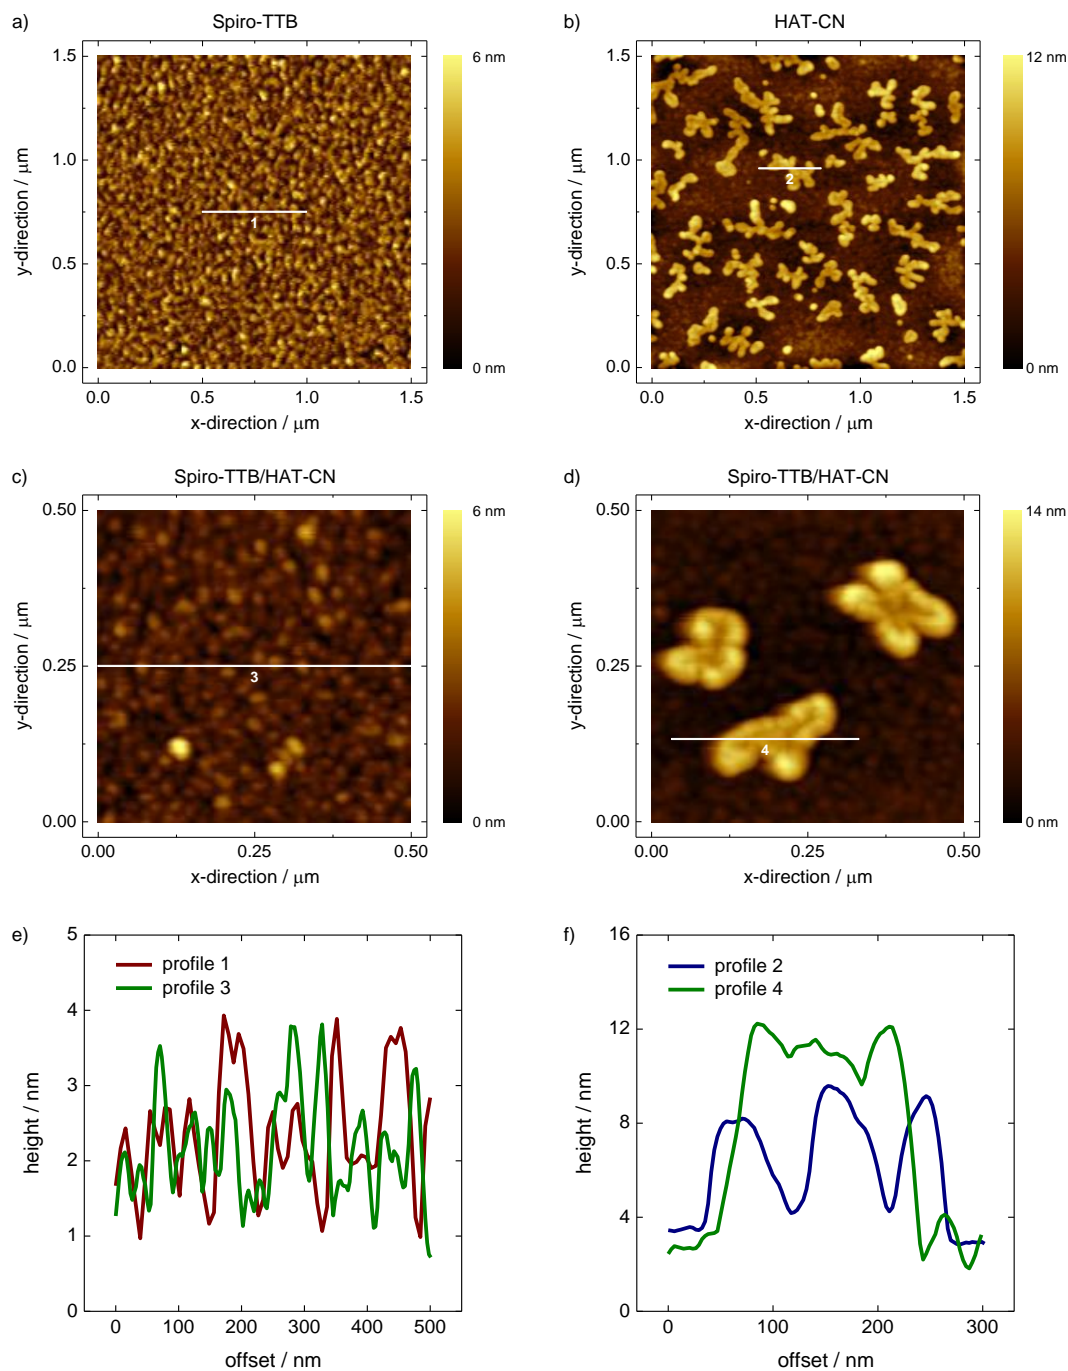 a) Spiro-TTB
1.5
1.0
0.5
0.0
y-direction / μm
0.0 0.5 1.0 1.5
x-direction / μm
6 nm
0 nm
1
b) HAT-CN
1.5
1.0
0.5
0.0
y-direction / μm
0.0 0.5 1.0 1.5
x-direction / μm
12 nm
0 nm
2
c) Spiro-TTB/HAT-CN
0.50
0.25
0.00
y-direction / μm
0.00 0.25 0.50
x-direction / μm
6 nm
0 nm
3
d) Spiro-TTB/HAT-CN
0.50
0.25
0.00
y-direction / μm
0.00 0.25 0.50
x-direction / μm
14 nm
0 nm
4
e)
5
4
3
2
1
0
height / nm
profile 1
profile 3
0 100 200 300 400 500
offset / nm
f)
16
12
8
4
0
height / nm
profile 2
profile 4
0 100 200 300
offset / nm